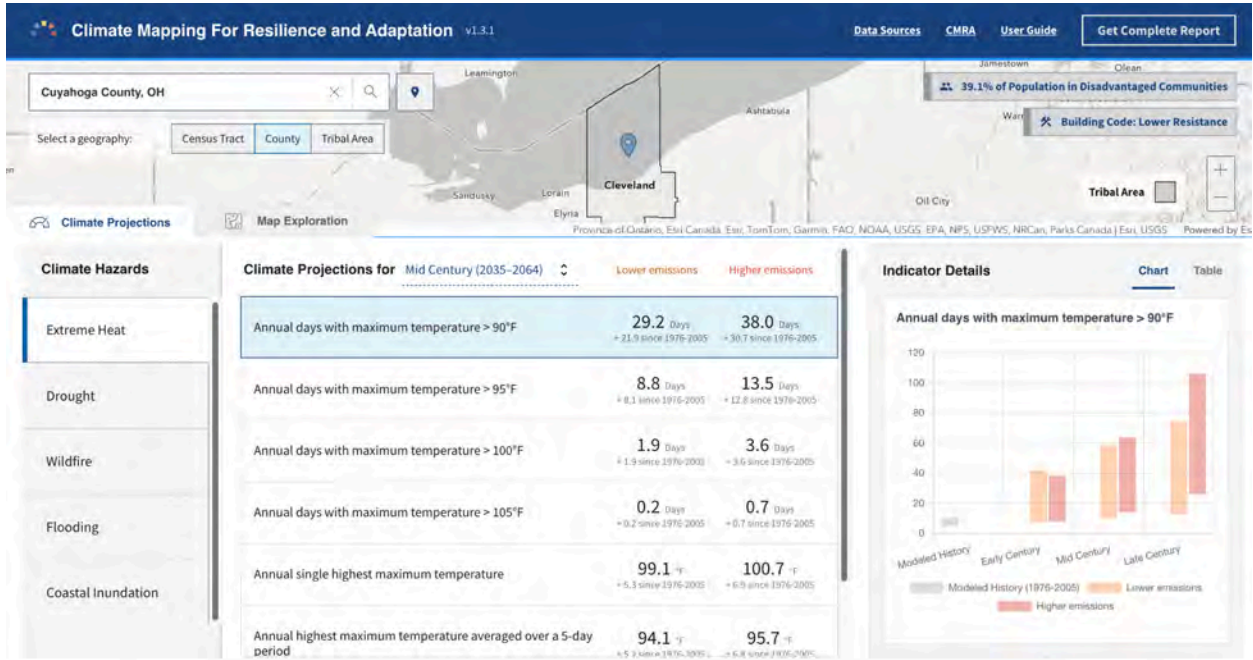 Climate Mapping For Resilience and Adaptation v1.3.1
Data Sources CMRA User Guide Get Complete Report
Cuyahoga County, OH
Select a geography: Census Tract County Tribal Area
Leamington
Jamestown
Olean
39.1% of Population in Disadvantaged Communities
Ashtabula
Building Code: Lower Resistance
Sandusky
Lorain
Cleveland
Elyria
Oil City
Tribal Area
+
−
Province of Ontario, Esri Canada, Esri, TomTom, Garmin, FAO, NOAA, USGS, EPA, NPS, USFWS, NRCan, Parks Canada | Esri, USGS Powered by Es
Climate Projections Map Exploration
Climate Hazards
Extreme Heat
Drought
Wildfire
Flooding
Coastal Inundation
Climate Projections for Mid Century (2035–2064) Lower emissions Higher emissions
Annual days with maximum temperature > 90°F 29.2 Days 38.0 Days
+ 21.9 since 1976-2005 + 30.7 since 1976-2005
Annual days with maximum temperature > 95°F 8.8 Days 13.5 Days
+ 8.1 since 1976-2005 + 12.8 since 1976-2005
Annual days with maximum temperature > 100°F 1.9 Days 3.6 Days
+ 1.9 since 1976-2005 + 3.6 since 1976-2005
Annual days with maximum temperature > 105°F 0.2 Days 0.7 Days
+ 0.2 since 1976-2005 + 0.7 since 1976-2005
Annual single highest maximum temperature 99.1 °F 100.7 °F
+ 5.3 since 1976-2005 + 6.9 since 1976-2005
Annual highest maximum temperature averaged over a 5-day
period 94.1 °F 95.7 °F
Indicator Details Chart Table
Annual days with maximum temperature > 90°F
120
100
80
60
40
20
0
Modeled History Early Century Mid Century Late Century
Modeled History (1976-2005) Lower emissions
Higher emissions